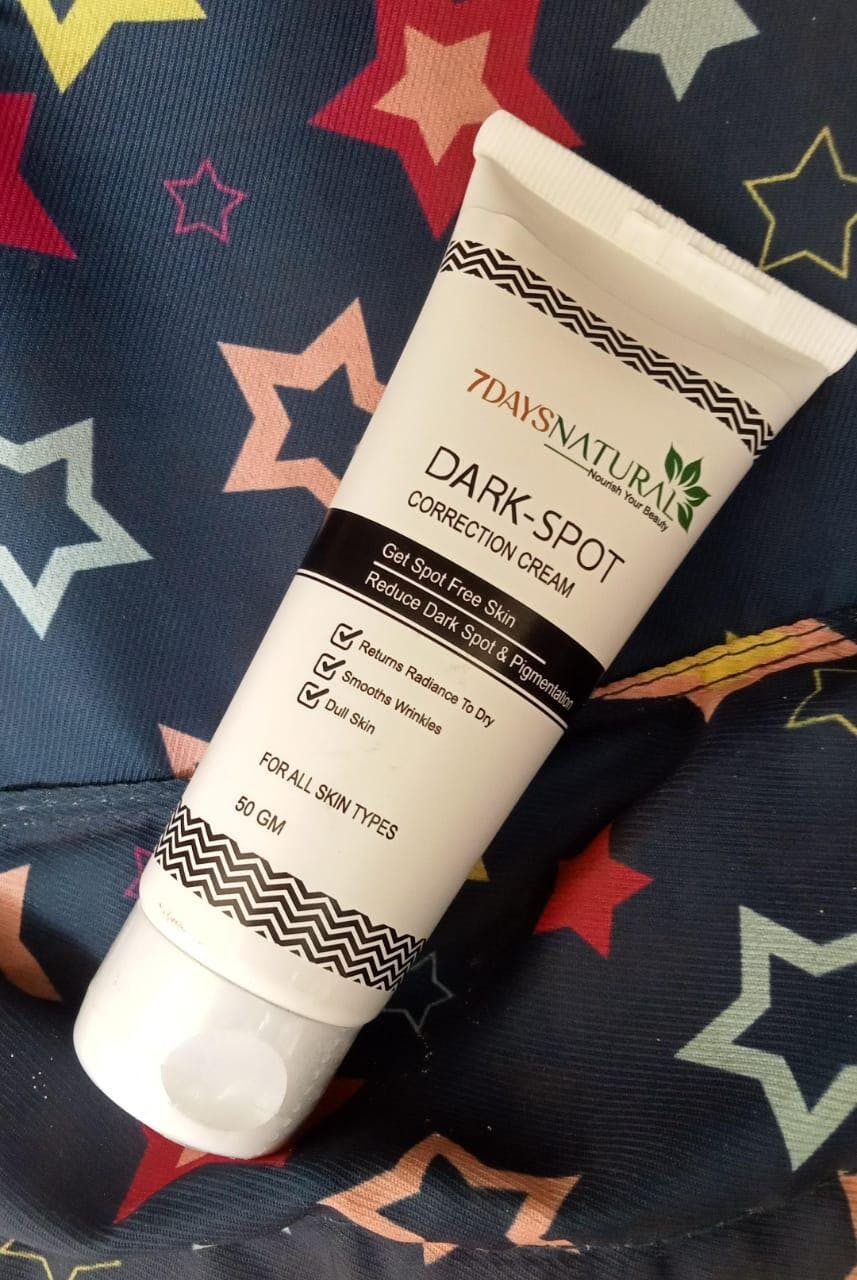 7DAYSNATURAL
Nourish Your Beauty
DARK-SPOT
CORRECTION CREAM
Get Spot Free Skin
Reduce Dark Spot & Pigmentation
Returns Radiance To Dry
Smooths Wrinkles
Dull Skin
FOR ALL SKIN TYPES
50 GM